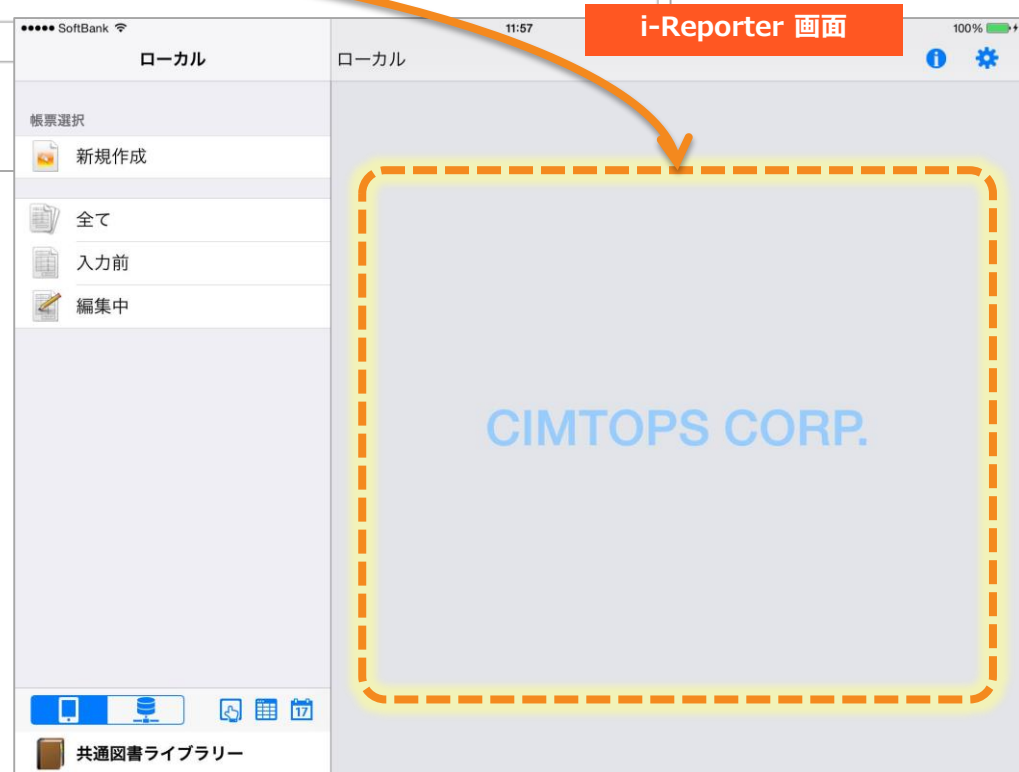 i-Reporter 画面
●●●●● SoftBank 11:57 100%
ローカル
ローカル
帳票選択
新規作成
全て
入力前
編集中
CIMTOPS CORP.
17
共通図書ライブラリー